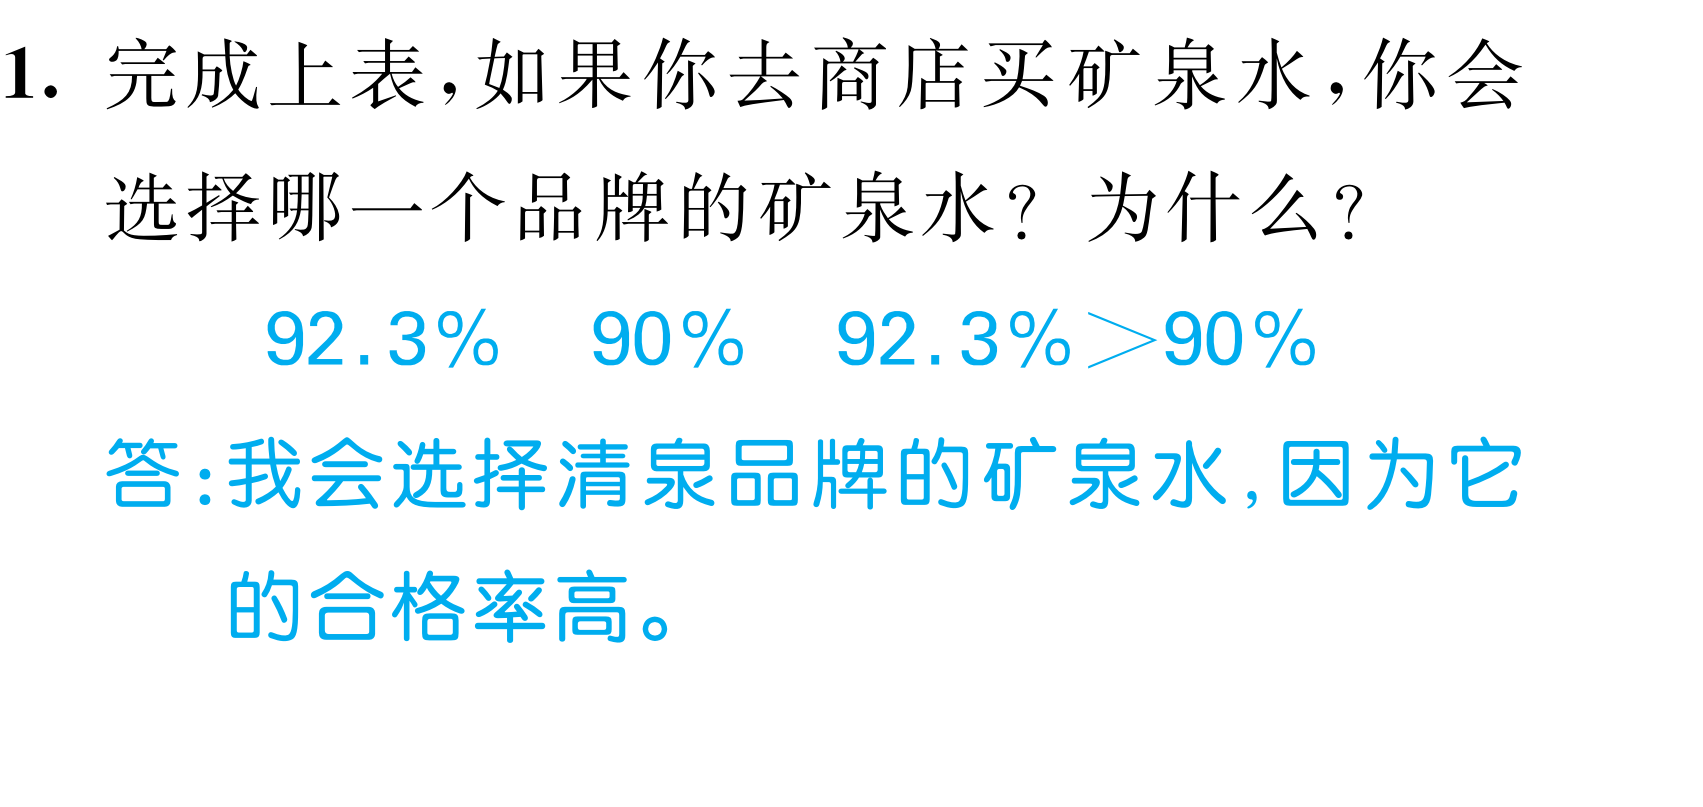 1. 完成上表,如果你去商店买矿泉水,你会
选择哪一个品牌的矿泉水?为什么?
92.3% 90% 92.3%>90%
答:我会选择清泉品牌的矿泉水,因为它
的合格率高。